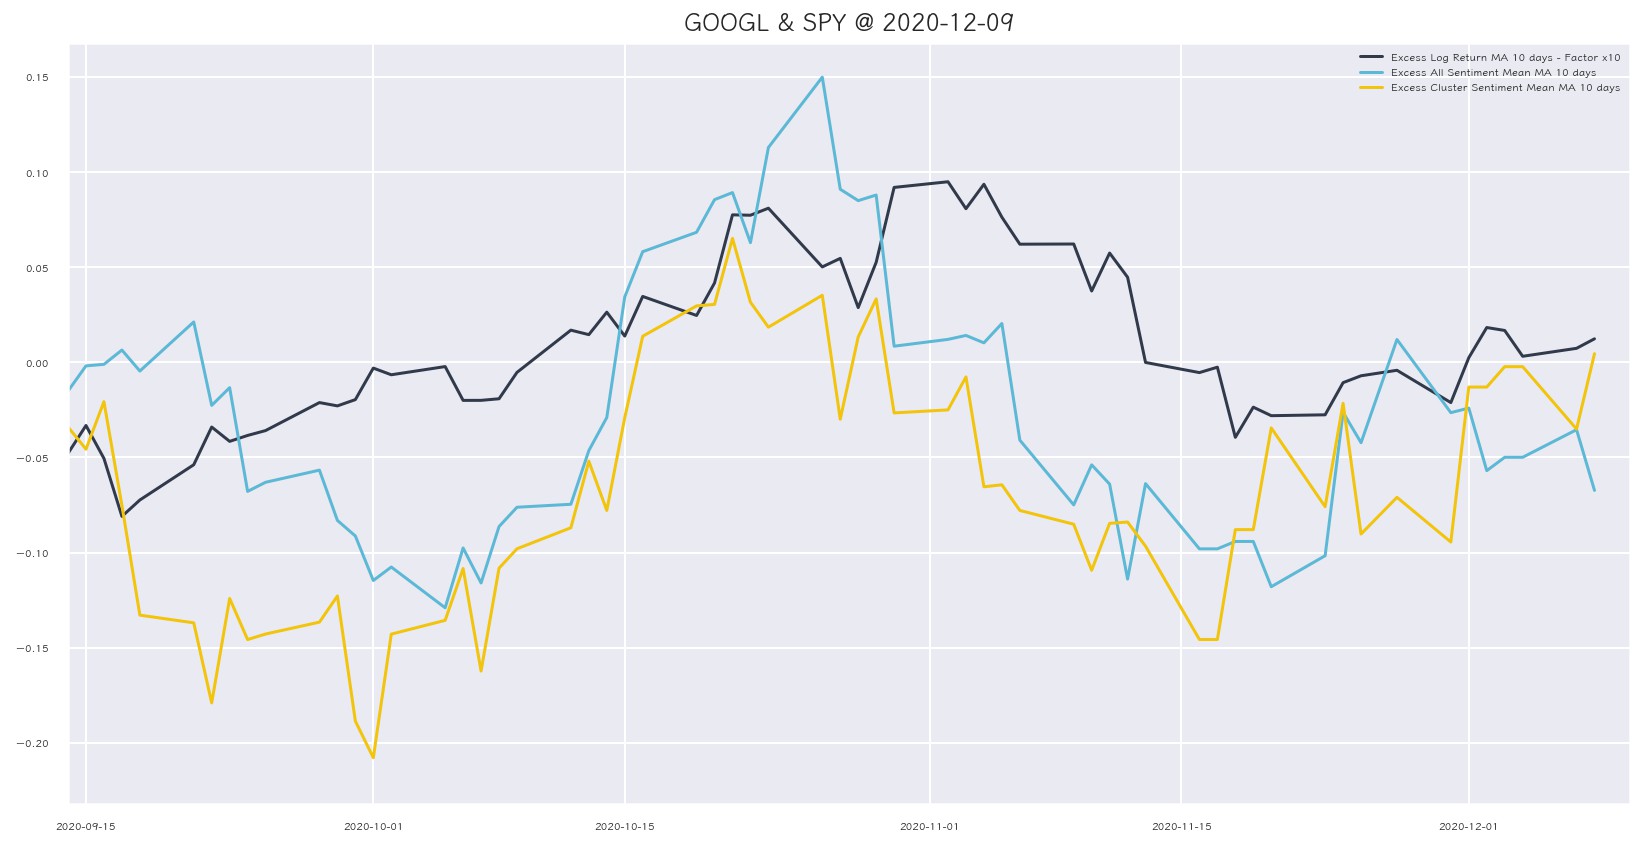 GOOGL & SPY @ 2020-12-09
Excess Log Return MA 10 days - Factor x10
Excess All Sentiment Mean MA 10 days
Excess Cluster Sentiment Mean MA 10 days
0.15
0.10
0.05
0.00
−0.05
−0.10
−0.15
−0.20
2020-09-15 2020-10-01 2020-10-15 2020-11-01 2020-11-15 2020-12-01